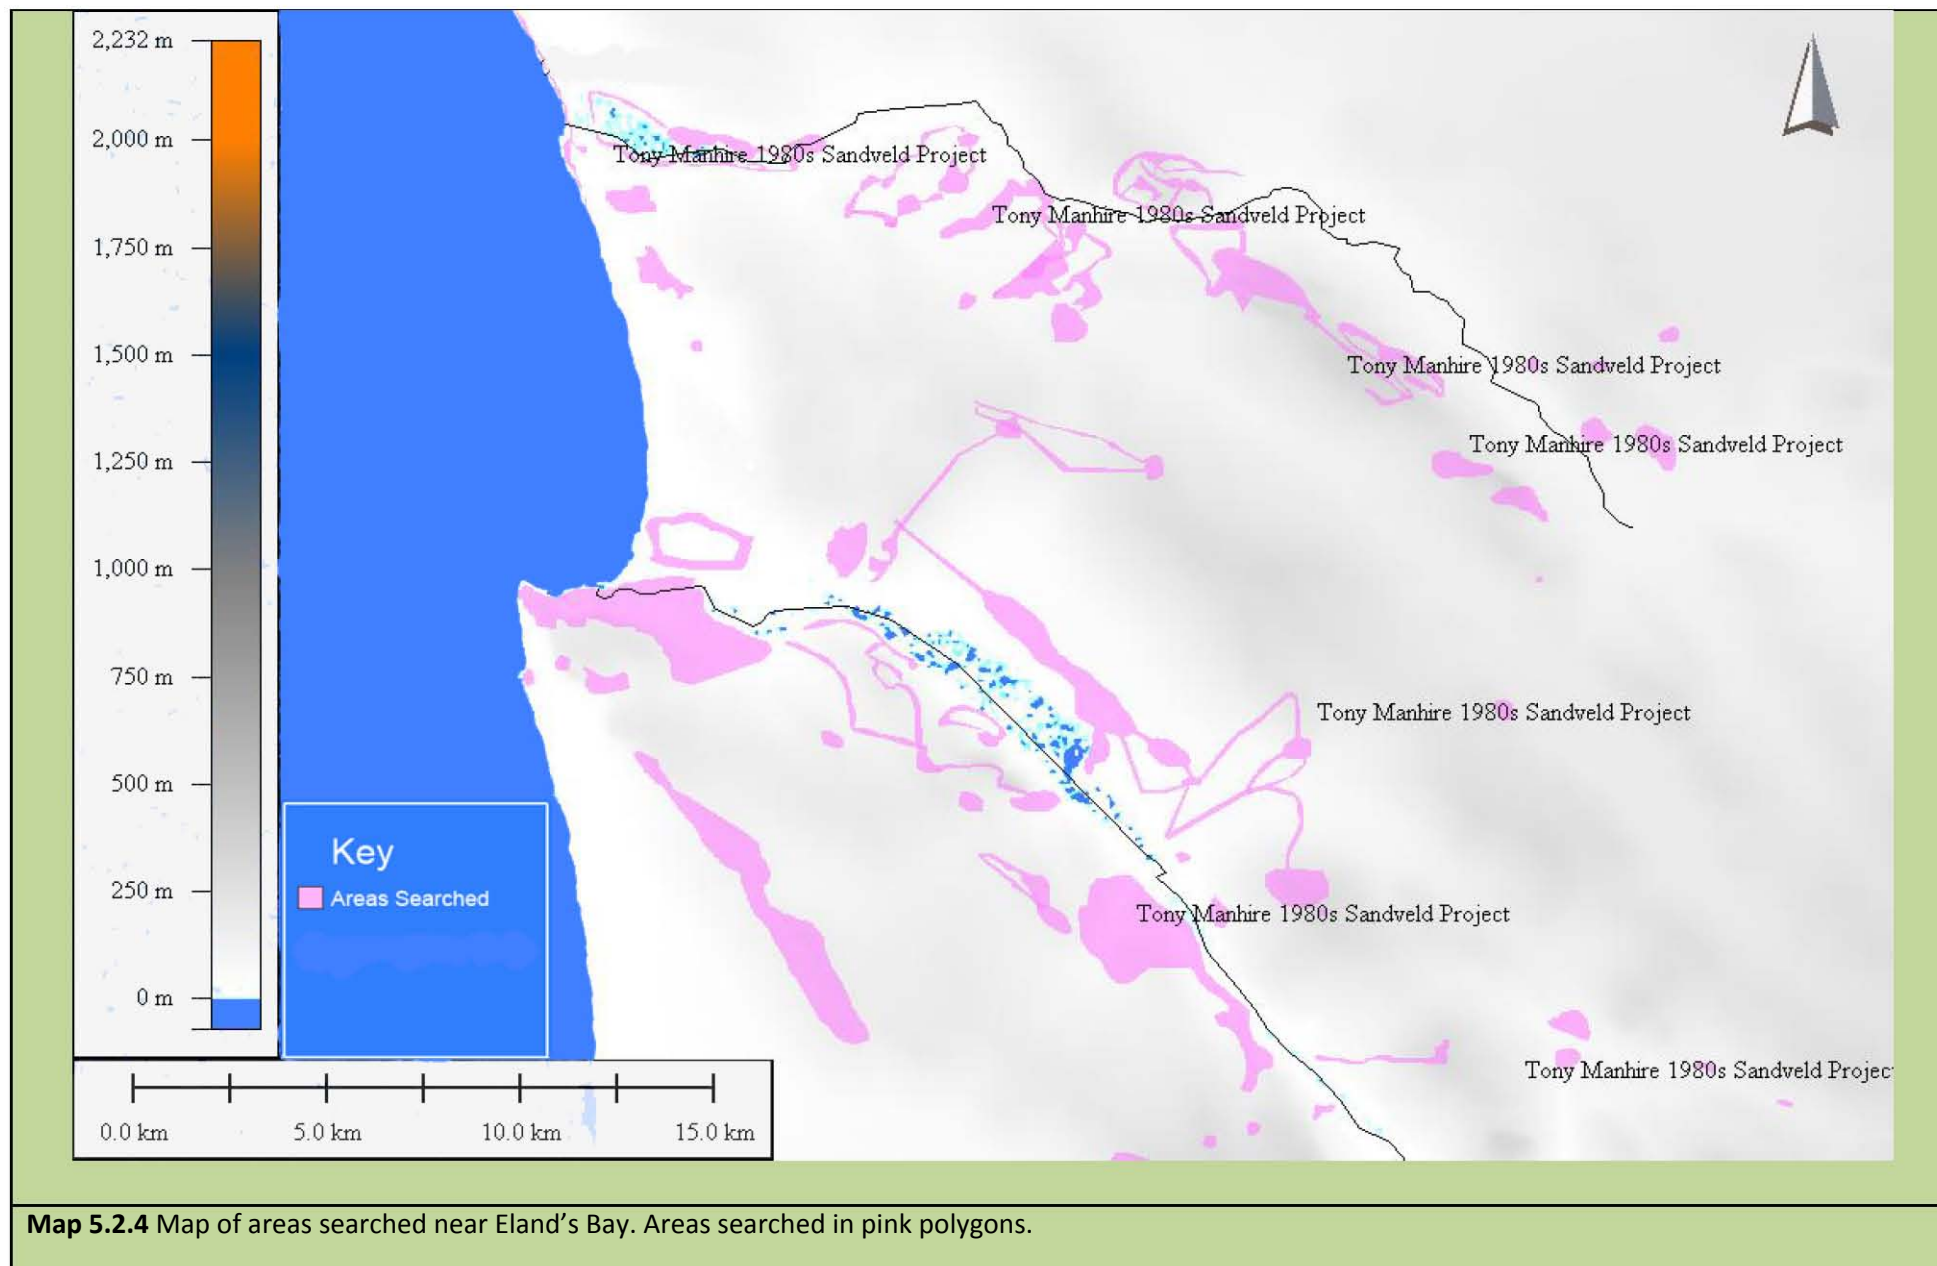 2,232 m
2,000 m
1,750 m
1,500 m
1,250 m
1,000 m
750 m
500 m
250 m
0 m
Tony Manhire 1980s Sandveld Project
Tony Manhire 1980s Sandveld Project
Tony Manhire 1980s Sandveld Project
Tony Manhire 1980s Sandveld Project
Tony Manhire 1980s Sandveld Project
Tony Manhire 1980s Sandveld Project
Tony Manhire 1980s Sandveld Projec
Key
Areas Searched
0.0 km 5.0 km 10.0 km 15.0 km
Map 5.2.4 Map of areas searched near Eland’s Bay. Areas searched in pink polygons.